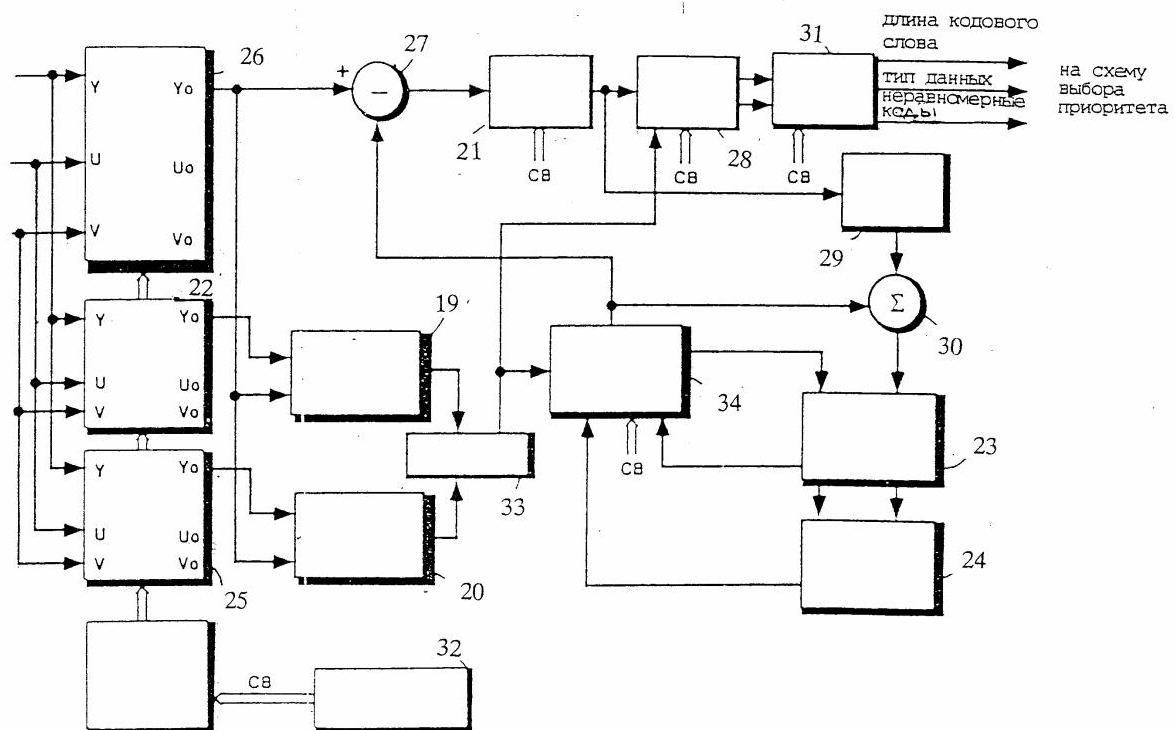 длина кодового
слова
31
26
27
+
+
−
Y
Yo
тип данных
неравномерные
коды
на схему
выбора
приоритета
21
28
U
Uo
св
св
св
V
Vo
29
22
19
Σ
Y
Yo
30
U
Uo
V
Vo
34
св
23
Y
Yo
33
U
Uo
V
Vo
24
25
20
32
св